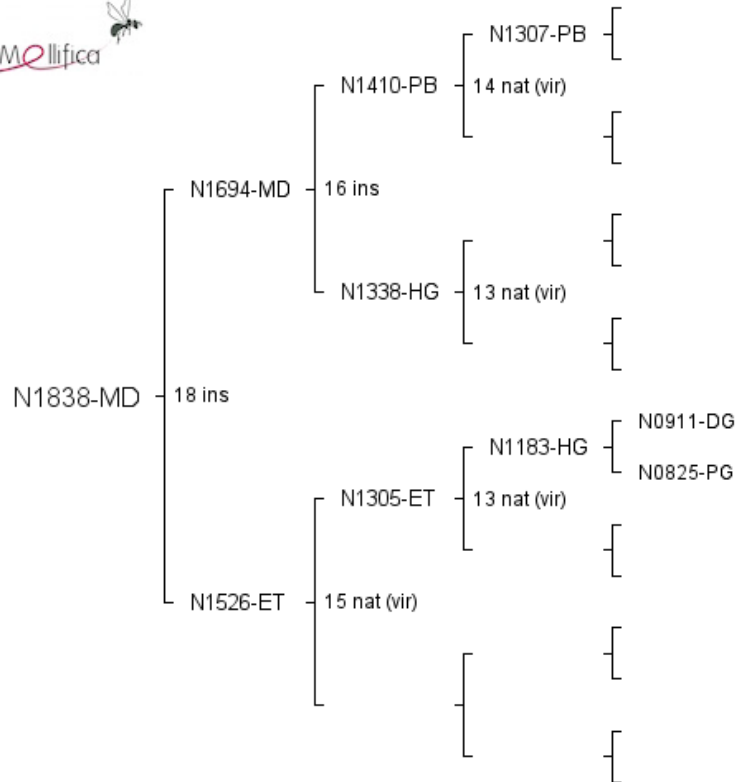 Mellifica
N1307-PB
N1410-PB
14 nat (vir)
N1694-MD
16 ins
N1338-HG
13 nat (vir)
N1838-MD
18 ins
N0911-DG
N1183-HG
N0825-PG
N1305-ET
13 nat (vir)
N1526-ET
15 nat (vir)